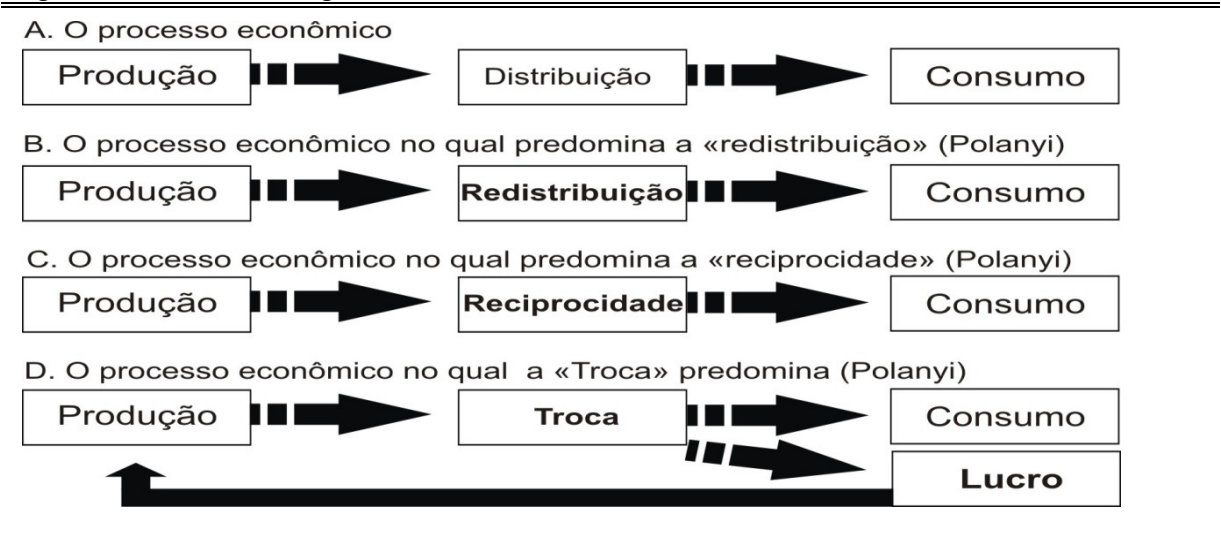 A. O processo econômico
Produção Distribuição Consumo
B. O processo econômico no qual predomina a «redistribuição» (Polanyi)
Produção Redistribuição Consumo
C. O processo econômico no qual predomina a «reciprocidade» (Polanyi)
Produção Reciprocidade Consumo
D. O processo econômico no qual a «Troca» predomina (Polanyi)
Produção Troca Consumo
Lucro